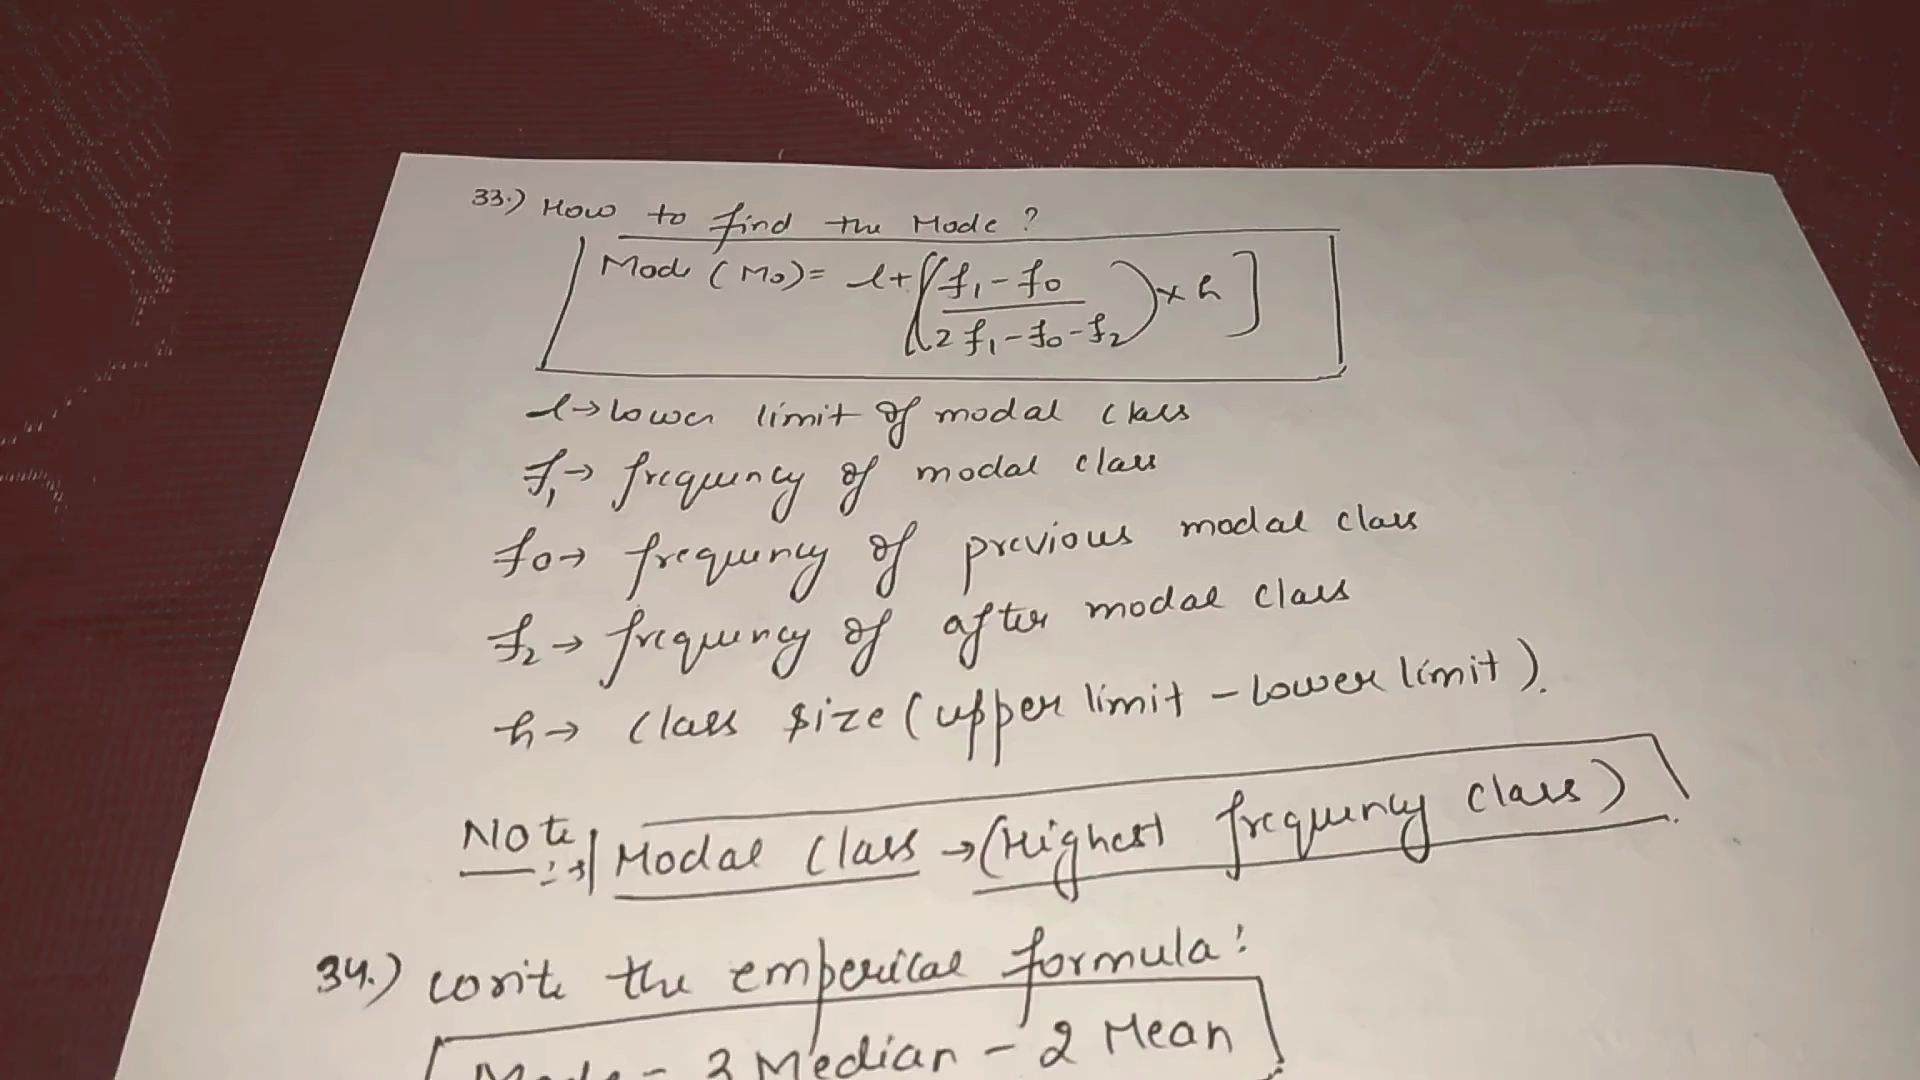 33.) How to find the Mode?
Mode (Mo) = l + [(f1 - f0 / 2f1 - f0 - f2) × h]
l → lower limit of modal class
f1 → frequency of modal class
f0 → frequency of previous modal class
f2 → frequency of after modal class
h → class size (upper limit - lower limit).
Note :→ Modal class → (Highest frequency class)
34.) write the emperical formula:
Mode = 3 Median - 2 Mean